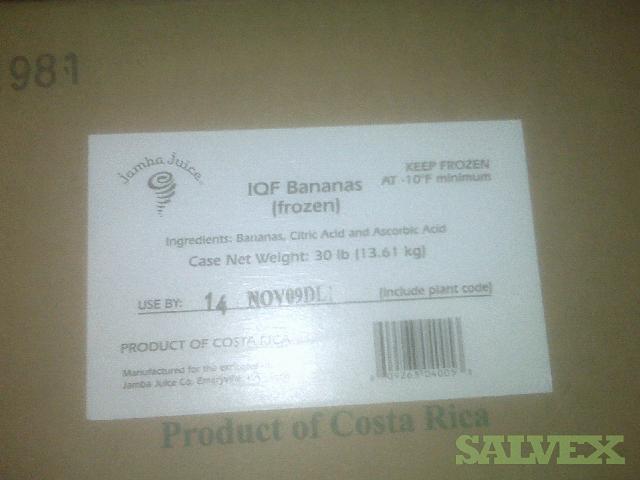 981
Jamba Juice
KEEP FROZEN
AT -10°F minimum
IQF Bananas
(frozen)
Ingredients: Bananas, Citric Acid and Ascorbic Acid
Case Net Weight: 30 lb (13.61 kg)
USE BY: 14 NOV09DL (include plant code)
PRODUCT OF COSTA RICA
Manufactured for the
Jamba Juice Co. Emeryville,
Product of Costa Rica
SALVEX